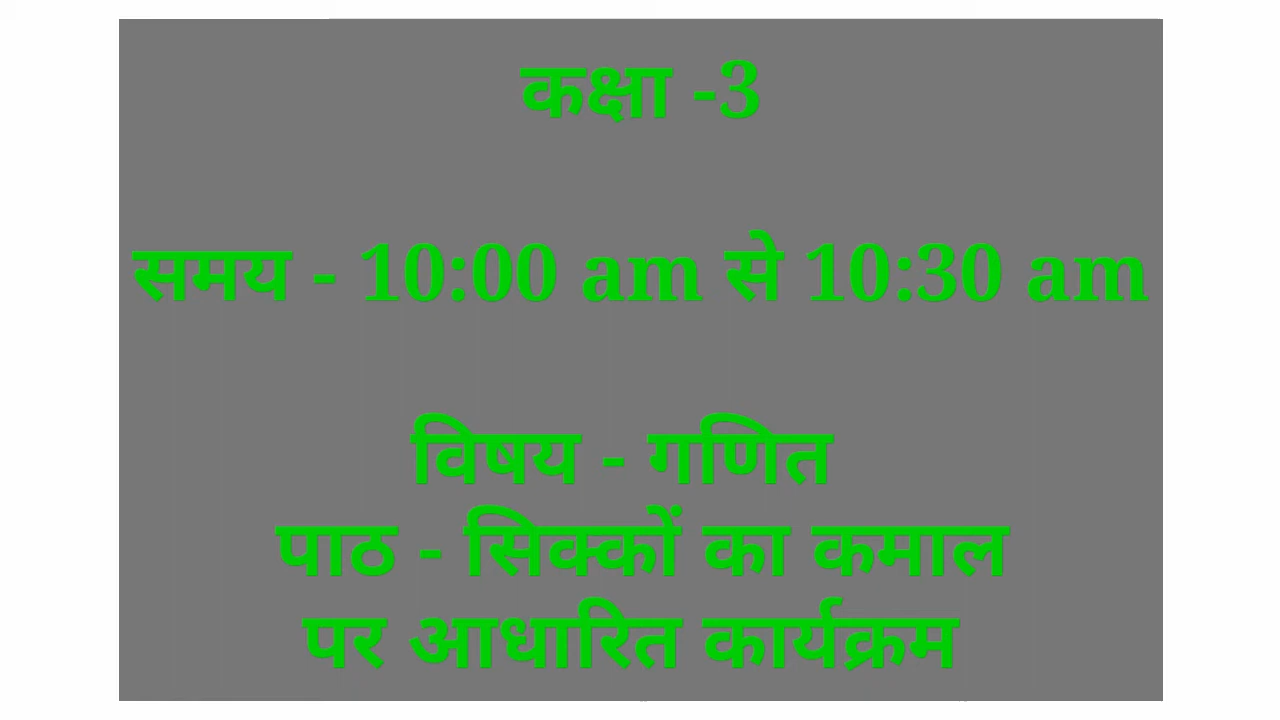 कक्षा -3
समय - 10:00 am से 10:30 am
विषय - गणित
पाठ - सिक्कों का कमाल
पर आधारित कार्यक्रम